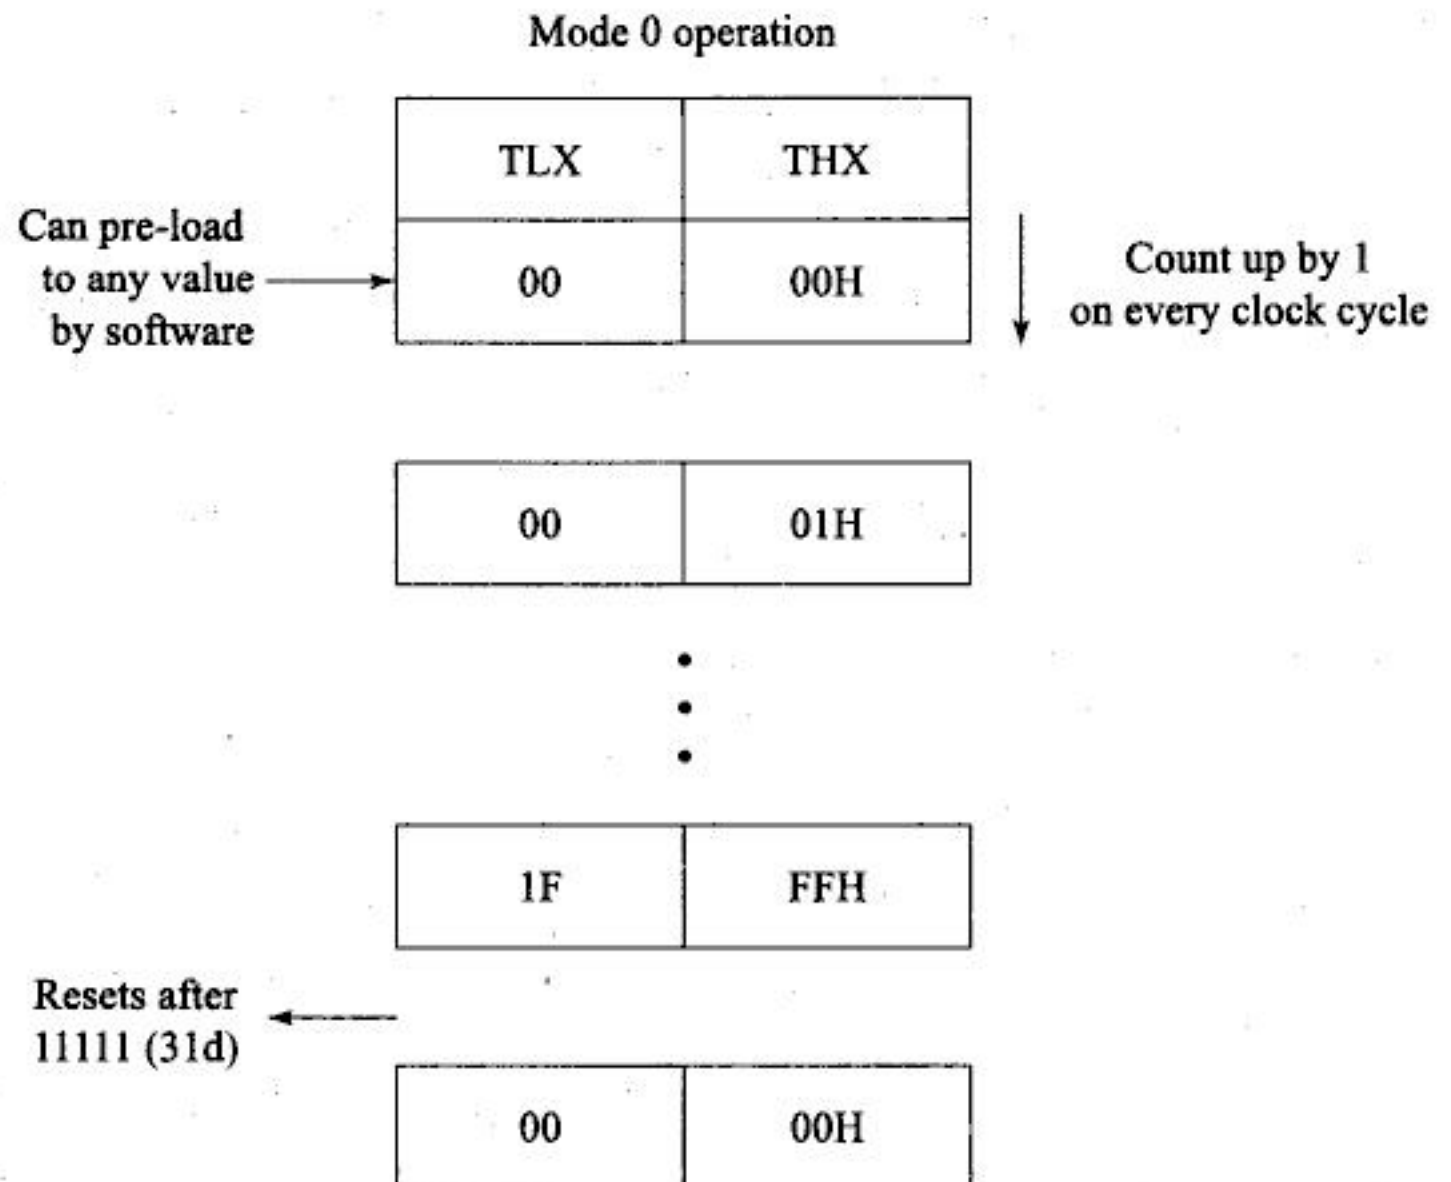 Mode 0 operation
TLX THX
Can pre-load
to any value
by software
00 00H
Count up by 1
on every clock cycle
00 01H
1F FFH
Resets after
11111 (31d)
00 00H